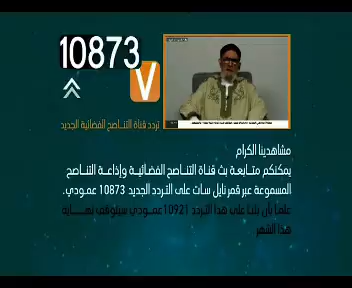 10873
V
تردد قناة التناصح الفضائية الجديد
مشاهدينا الكرام
يمكنكم متابعة بث قناة التناصح الفضائية وإذاعة التناصح
المسموعة عبر قمر نايل سات على التردد الجديد 10873 عمودي.
علما بأن بثنا على هذا التردد 10921 عمودي سيتوقف نهاية
هذا الشهر